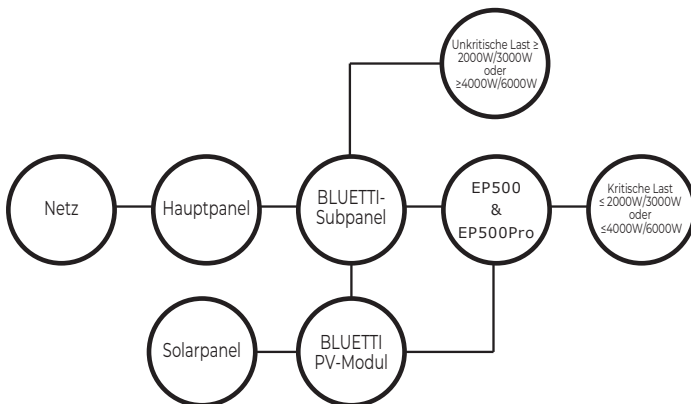 Unkritische Last ≥
2000W/3000W
oder
≥4000W/6000W
Netz
Hauptpanel
BLUETTI-
Subpanel
EP500
&
EP500Pro
Kritische Last
≤ 2000W/3000W
oder
≤4000W/6000W
Solarpanel
BLUETTI
PV-Modul